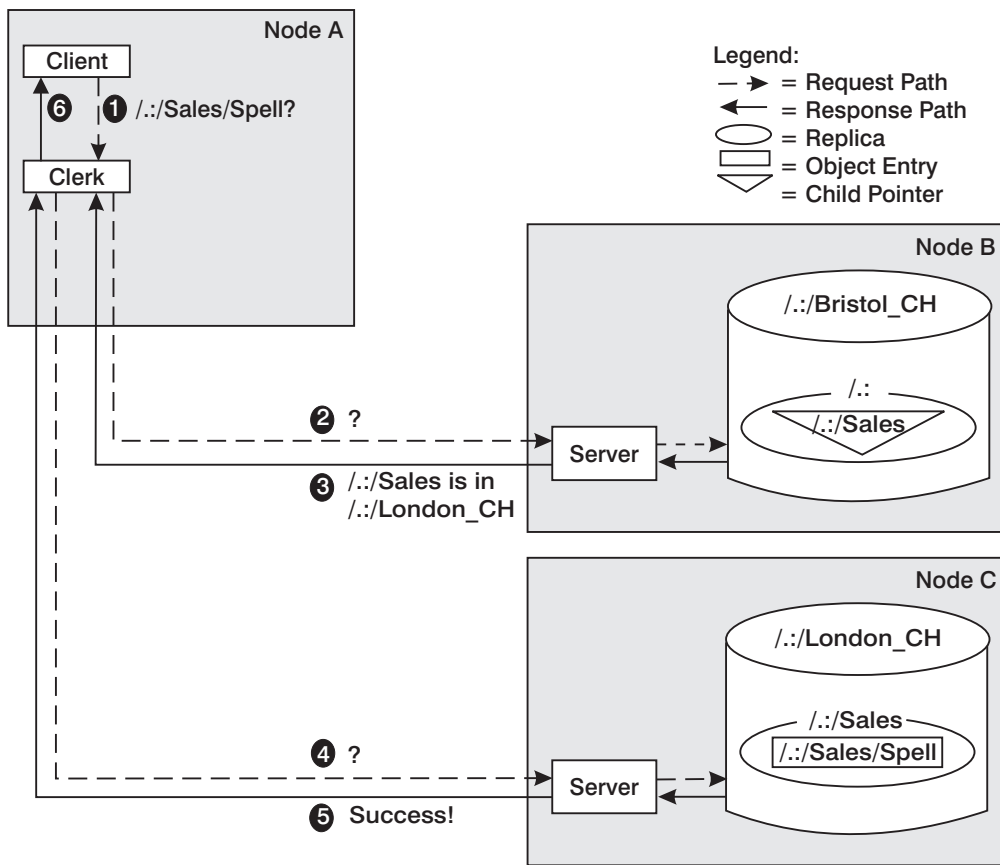 Node A
Client
6
1 /.:/Sales/Spell?
Clerk
Legend:
= Request Path
= Response Path
= Replica
= Object Entry
= Child Pointer
Node B
/.:/Bristol_CH
/.:
/.:/Sales
2 ?
Server
3 /.:/Sales is in
/.:/London_CH
Node C
/.:/London_CH
/.:/Sales
/.:/Sales/Spell
4 ?
Server
5 Success!